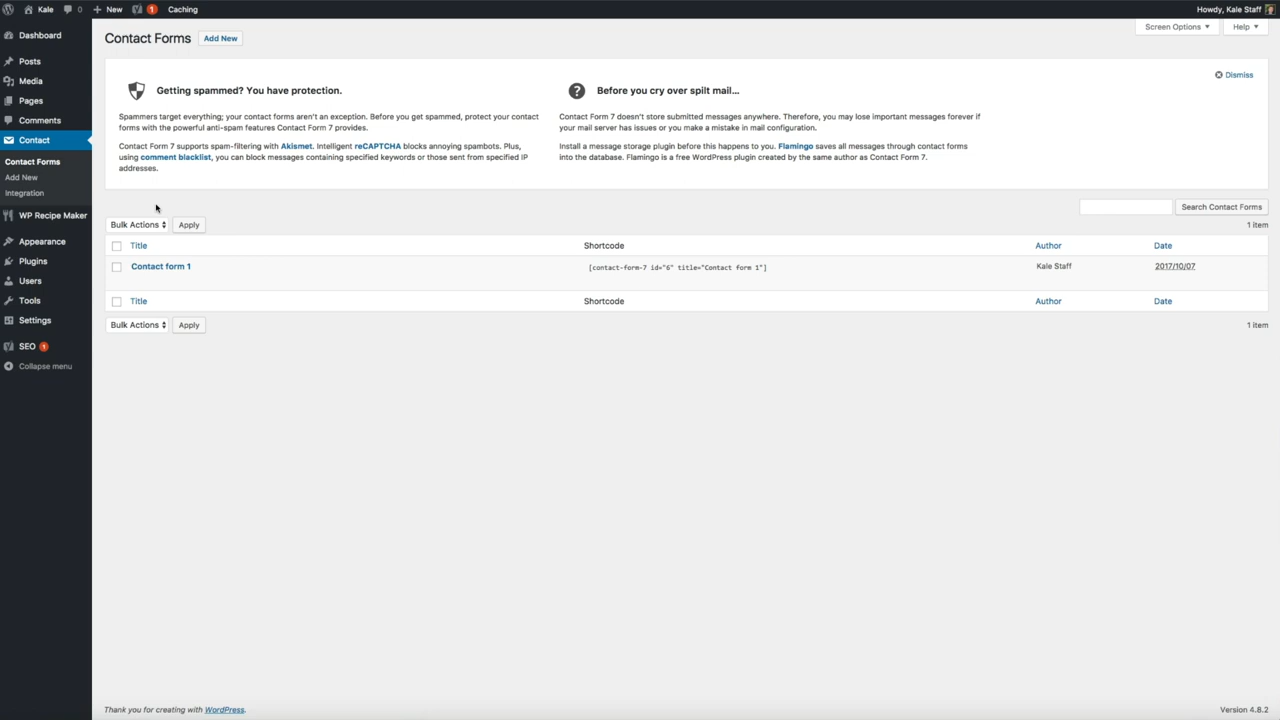 Kale 0 New 1 Caching Howdy, Kale Staff
Screen Options Help
Dashboard
Posts
Media
Pages
Comments
Contact
Contact Forms
Add New
Integration
WP Recipe Maker
Appearance
Plugins
Users
Tools
Settings
SEO 1
Collapse menu
Contact Forms Add New
Dismiss
Getting spammed? You have protection.
Spammers target everything; your contact forms aren't an exception. Before you get spammed, protect your contact
forms with the powerful anti-spam features Contact Form 7 provides.
Contact Form 7 supports spam-filtering with Akismet. Intelligent reCAPTCHA blocks annoying spambots. Plus,
using comment blacklist, you can block messages containing specified keywords or those sent from specified IP
addresses.
Before you cry over spilt mail...
Contact Form 7 doesn't store submitted messages anywhere. Therefore, you may lose important messages forever if
your mail server has issues or you make a mistake in mail configuration.
Install a message storage plugin before this happens to you. Flamingo saves all messages through contact forms
into the database. Flamingo is a free WordPress plugin created by the same author as Contact Form 7.
Search Contact Forms
Bulk Actions Apply 1 item
Title Shortcode Author Date
Contact form 1 [contact-form-7 id="6" title="Contact form 1"] Kale Staff 2017/10/07
Title Shortcode Author Date
Bulk Actions Apply 1 item
Thank you for creating with WordPress. Version 4.8.2